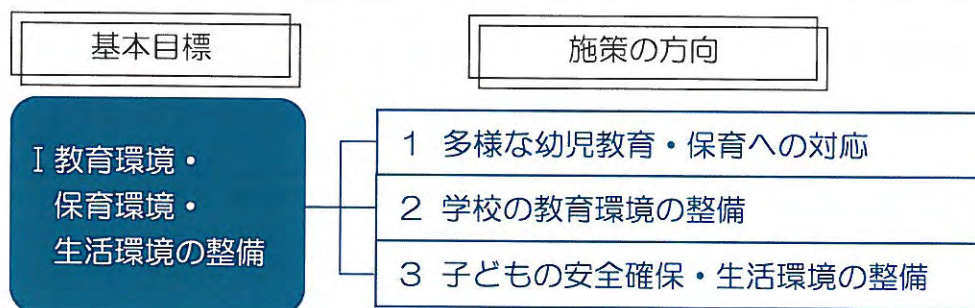 基本目標
施策の方向
Ⅰ 教育環境・
保育環境・
生活環境の整備
1 多様な幼児教育・保育への対応
2 学校の教育環境の整備
3 子どもの安全確保・生活環境の整備